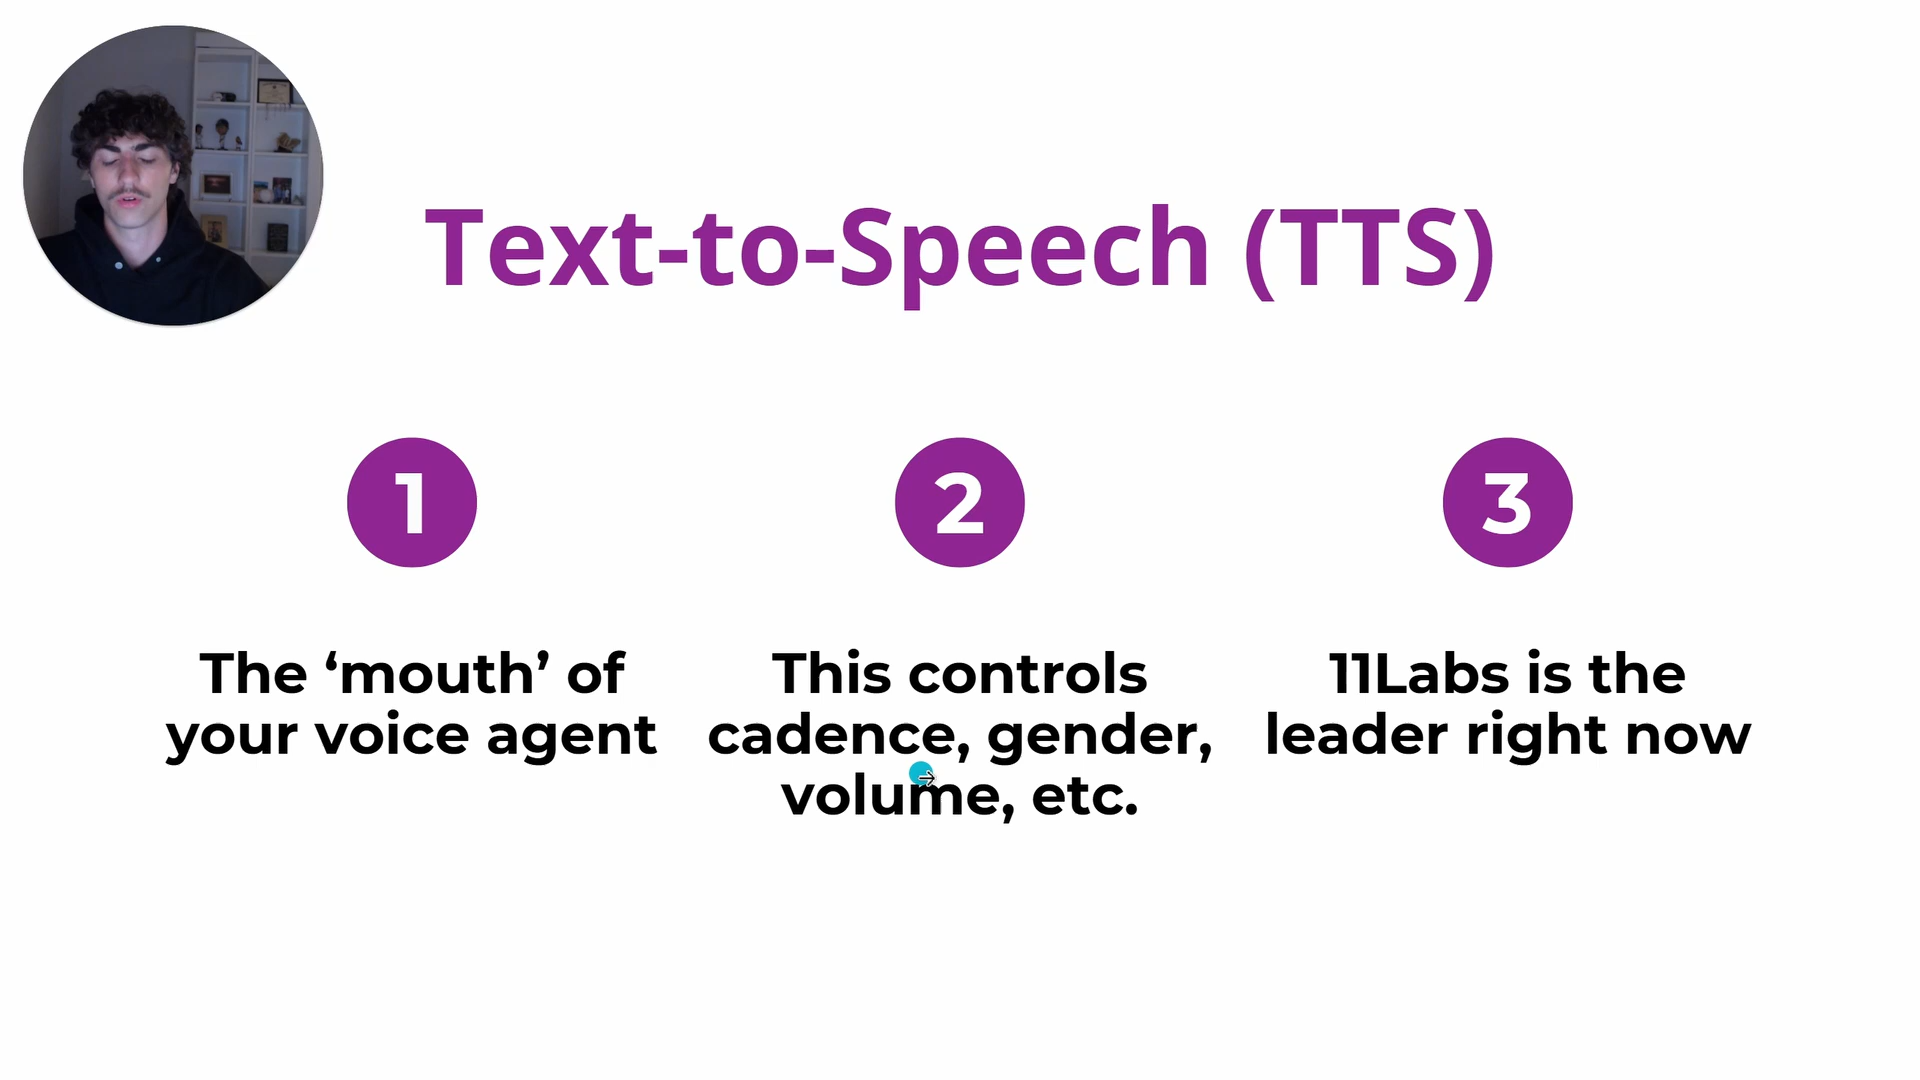 Text-to-Speech (TTS)
1
The ‘mouth’ of
your voice agent
2
This controls
cadence, gender,
volume, etc.
3
11Labs is the
leader right now